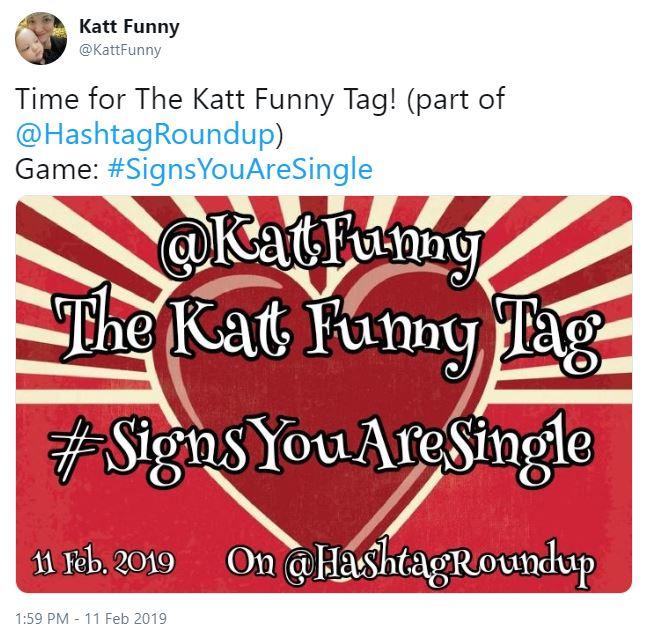 Katt Funny
@KattFunny
Time for The Katt Funny Tag! (part of
@HashtagRoundup)
Game: #SignsYouAreSingle
@KattFunny
The Katt Funny Tag
#SignsYouAreSingle
11 Feb. 2019 On @HashtagRoundup
1:59 PM - 11 Feb 2019